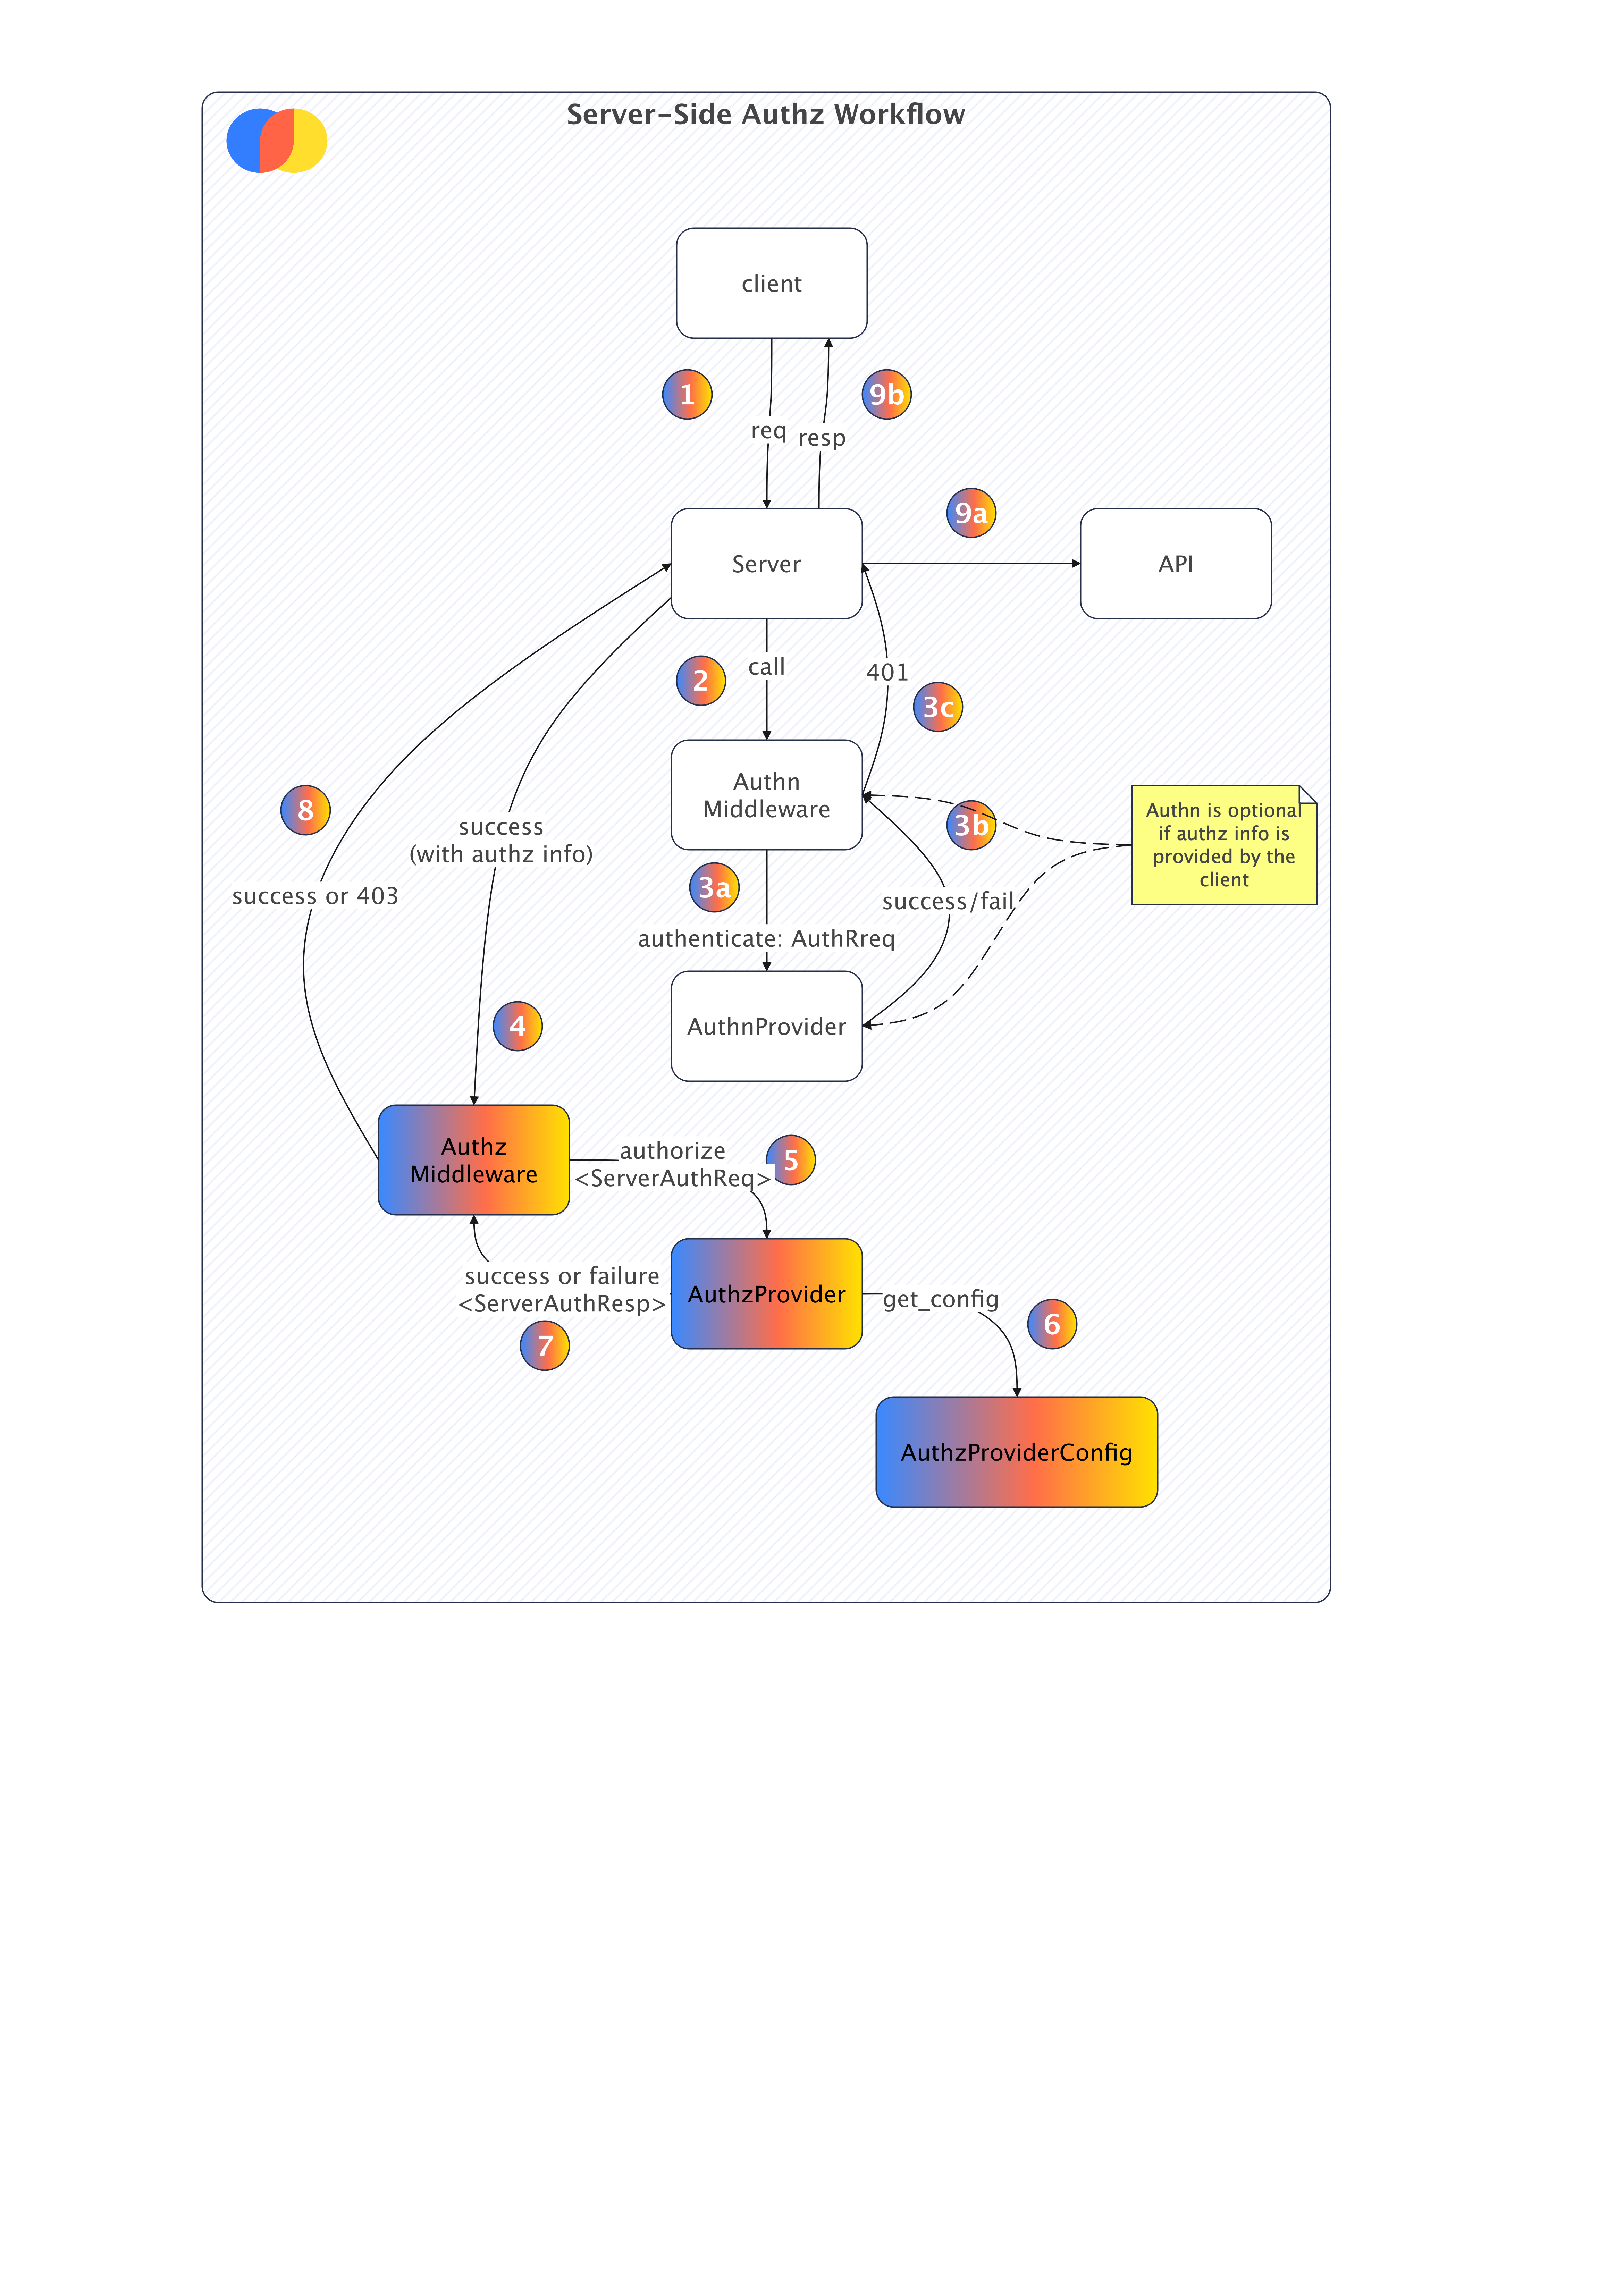 Server-Side Authz Workflow
client
1
9b
req
resp
9a
Server
API
2
call
401
3c
Authn
Middleware
8
3b
Authn is optional
if authz info is
provided by the
client
success
(with authz info)
3a
success or 403
success/fail
authenticate: AuthRreq
4
AuthnProvider
Authz
Middleware
authorize
<ServerAuthReq>
5
success or failure
<ServerAuthResp>
AuthzProvider
get_config
6
7
AuthzProviderConfig